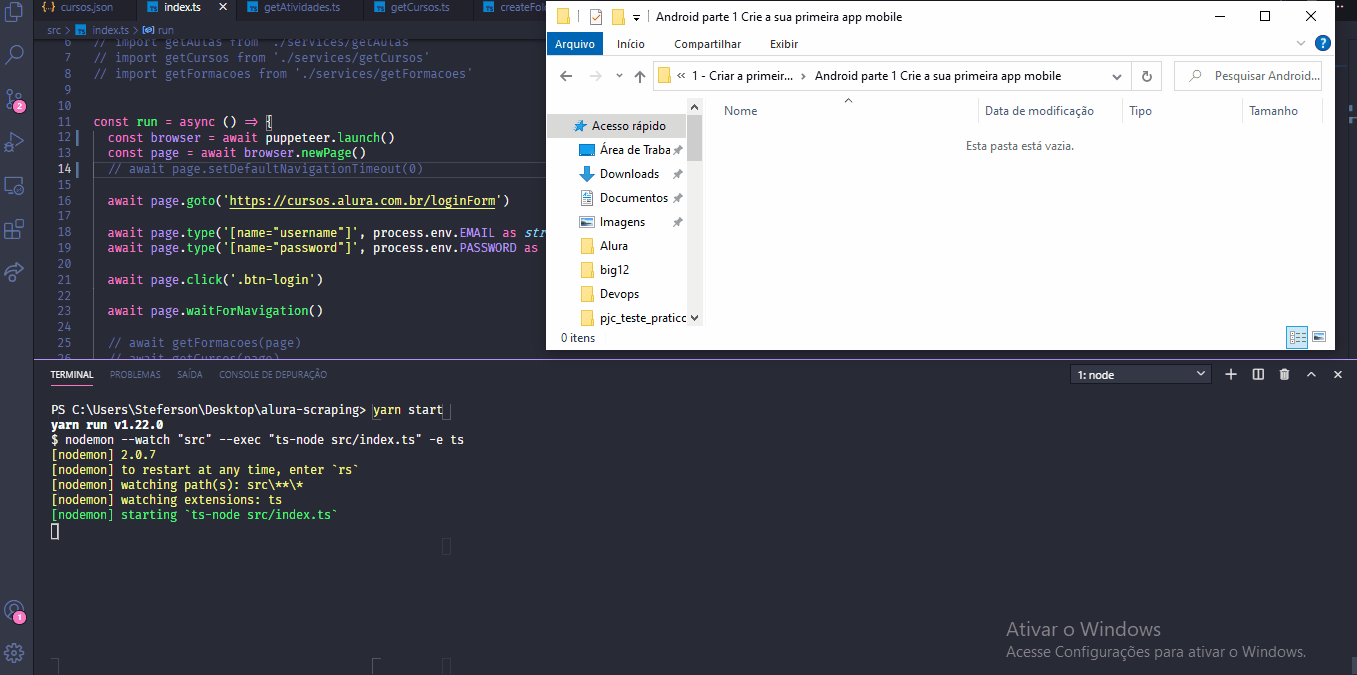 cursos.json
index.ts
getAtividades.ts
getCursos.ts
src > index.ts > run
6 // import getAulas from './services/getAulas'
7 // import getCursos from './services/getCursos'
8 // import getFormacoes from './services/getFormacoes'
9
10
11 const run = async () => {
12 const browser = await puppeteer.launch()
13 const page = await browser.newPage()
14 // await page.setDefaultNavigationTimeout(0)
15
16 await page.goto('https://cursos.alura.com.br/loginForm')
17
18 await page.type('[name="username"]', process.env.EMAIL as str
19 await page.type('[name="password"]', process.env.PASSWORD as
20
21 await page.click('.btn-login')
22
23 await page.waitForNavigation()
24
25 // await getFormacoes(page)
26 // await getCursos(page)
2
1
Android parte 1 Crie a sua primeira app mobile
Arquivo
Início
Compartilhar
Exibir
« 1 - Criar a primeir... > Android parte 1 Crie a sua primeira app mobile
Pesquisar Android...
Nome
Data de modificação
Tipo
Tamanho
Esta pasta está vazia.
Acesso rápido
Área de Traba
Downloads
Documentos
Imagens
Alura
big12
Devops
pjc_teste_pratico
0 itens
TERMINAL
PROBLEMAS
SAÍDA
CONSOLE DE DEPURAÇÃO
1: node
PS C:\Users\Steferson\Desktop\alura-scraping> yarn start
yarn run v1.22.0
$ nodemon --watch "src" --exec "ts-node src/index.ts" -e ts
[nodemon] 2.0.7
[nodemon] to restart at any time, enter `rs`
[nodemon] watching path(s): src\**\*
[nodemon] watching extensions: ts
[nodemon] starting `ts-node src/index.ts`
Ativar o Windows
Acesse Configurações para ativar o Windows.